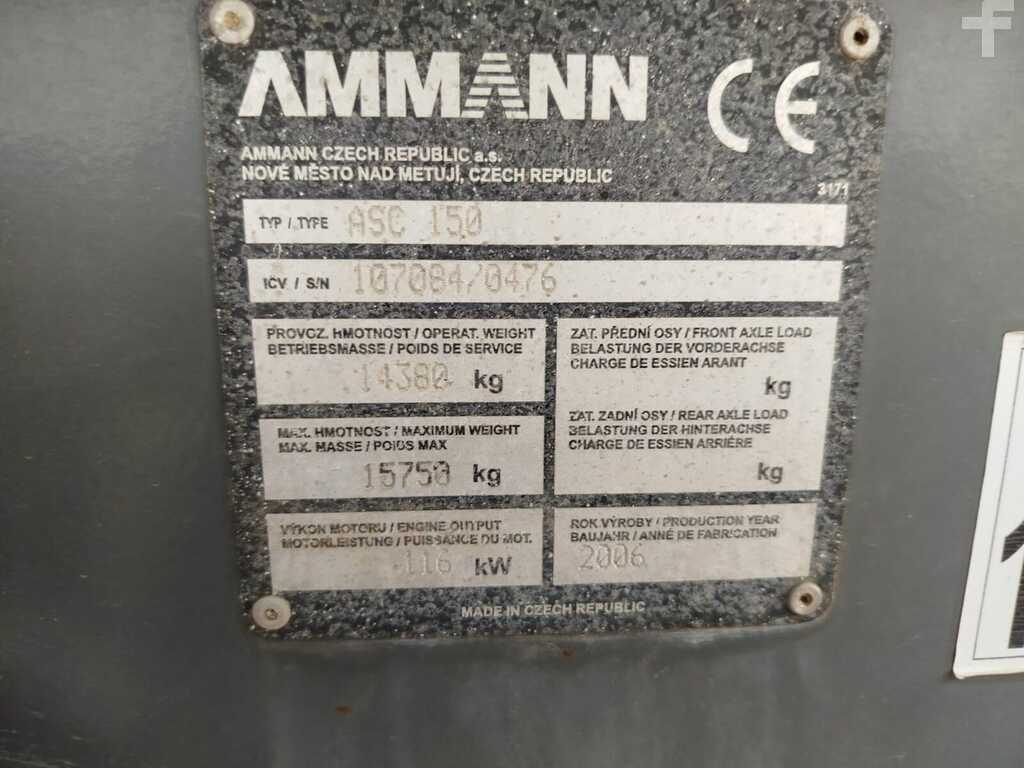 AMMANN
CE
AMMANN CZECH REPUBLIC a.s.
NOVÉ MĚSTO NAD METUJÍ, CZECH REPUBLIC
3171
TYP / TYPE ASC 150
IČV / S/N 107084/0476
PROVOZ. HMOTNOST / OPERAT. WEIGHT
BETRIEBSMASSE / POIDS DE SERVICE
14380 kg
ZAT. PŘEDNÍ OSY / FRONT AXLE LOAD
BELASTUNG DER VORDERACHSE
CHARGE DE ESSIEN ARANT
kg
MAX. HMOTNOST / MAXIMUM WEIGHT
MAX. MASSE / POIDS MAX
15750 kg
ZAT. ZADNÍ OSY / REAR AXLE LOAD
BELASTUNG DER HINTERACHSE
CHARGE DE ESSIEN ARRIÈRE
kg
VÝKON MOTORU / ENGINE OUTPUT
MOTORLEISTUNG / PUISSANCE DU MOT.
116 kW
ROK VÝROBY / PRODUCTION YEAR
BAUJAHR / ANNÉ DE FABRICATION
2006
MADE IN CZECH REPUBLIC